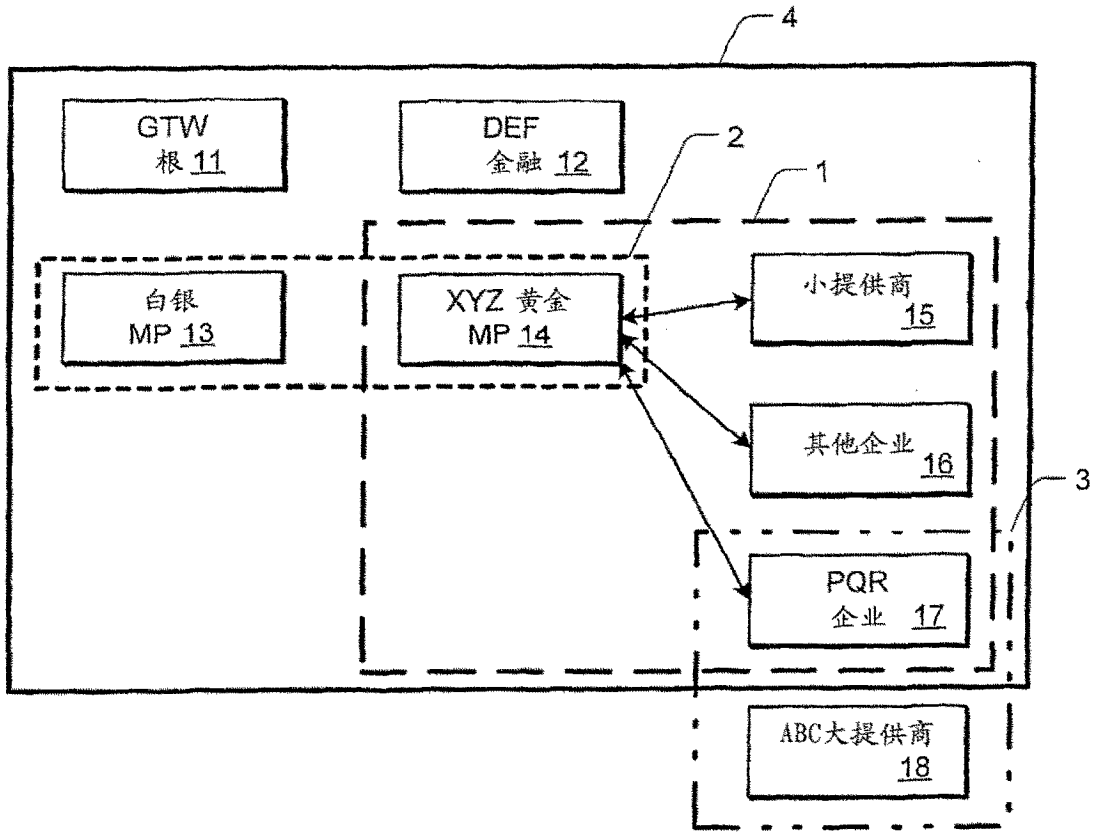 4
GTW
根 11
DEF
金融 12
2
1
白银
MP 13
XYZ 黄金
MP 14
小提供商
15
其他企业
16
3
PQR
企业 17
ABC大提供商
18